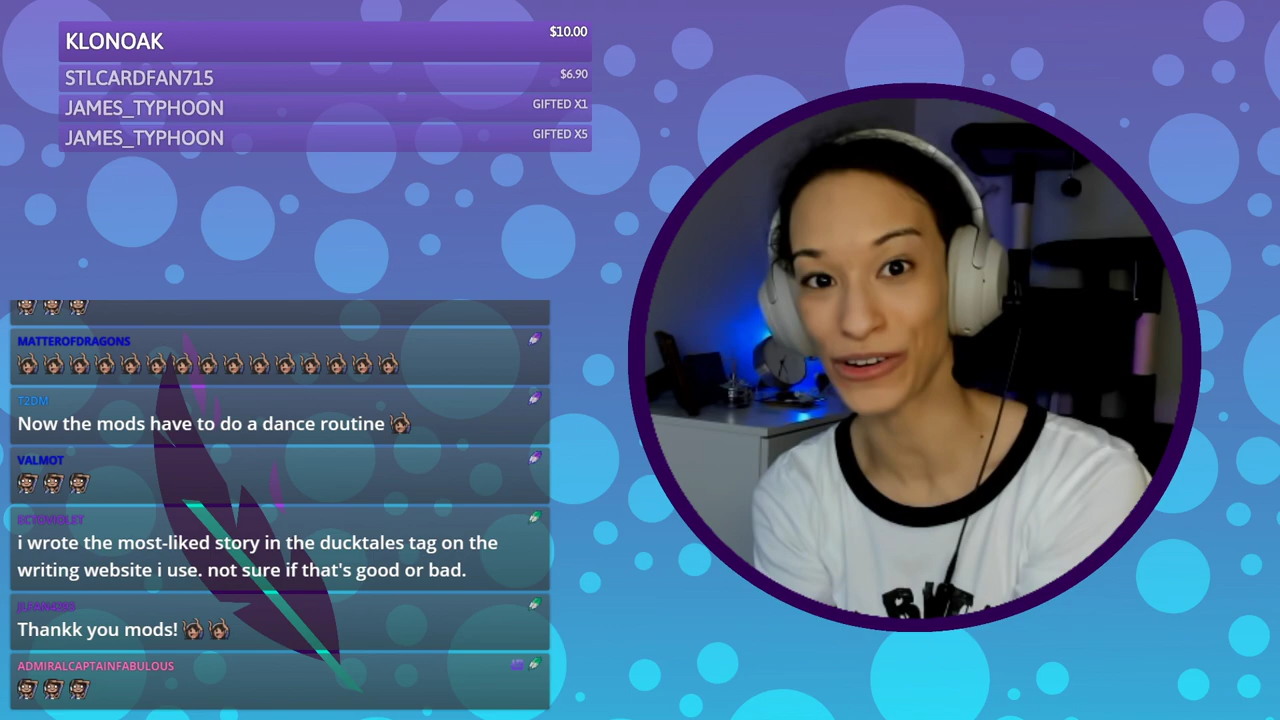 KLONOAK
$10.00
STLCARDFAN715
$6.90
JAMES_TYPHOON
GIFTED X1
JAMES_TYPHOON
GIFTED X5
MATTEROFDRAGONS
T2DM
Now the mods have to do a dance routine
VALMOT
i wrote the most-liked story in the ducktales tag on the
writing website i use. not sure if that's good or bad.
Thankk you mods!
ADMIRALCAPTAINFABULOUS